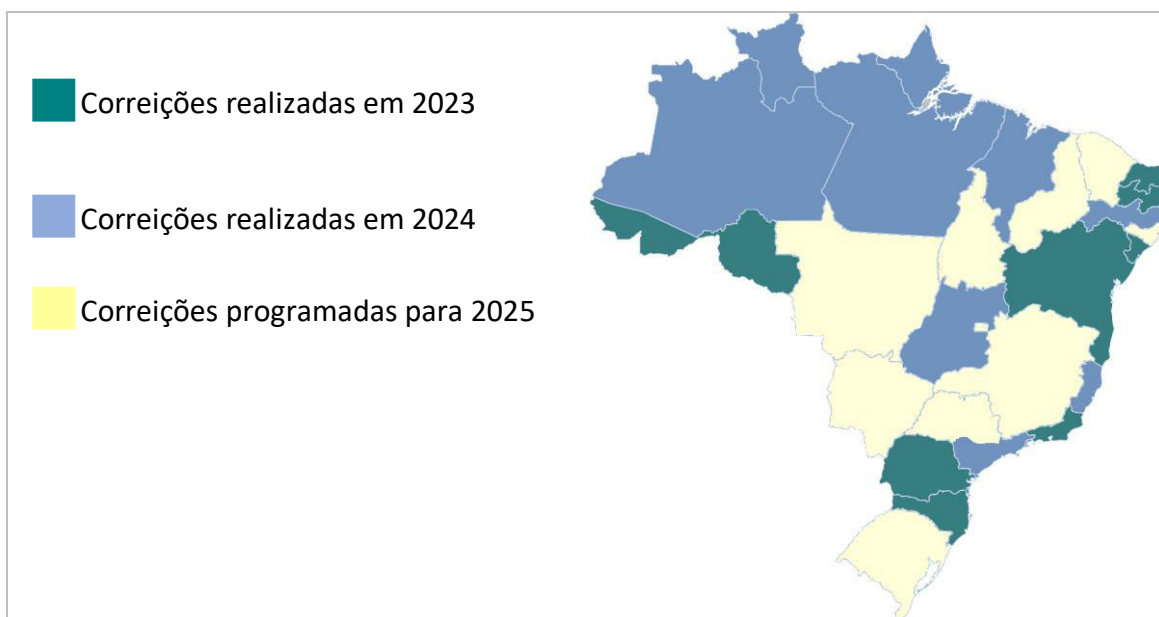 Correições realizadas em 2023
Correições realizadas em 2024
Correições programadas para 2025